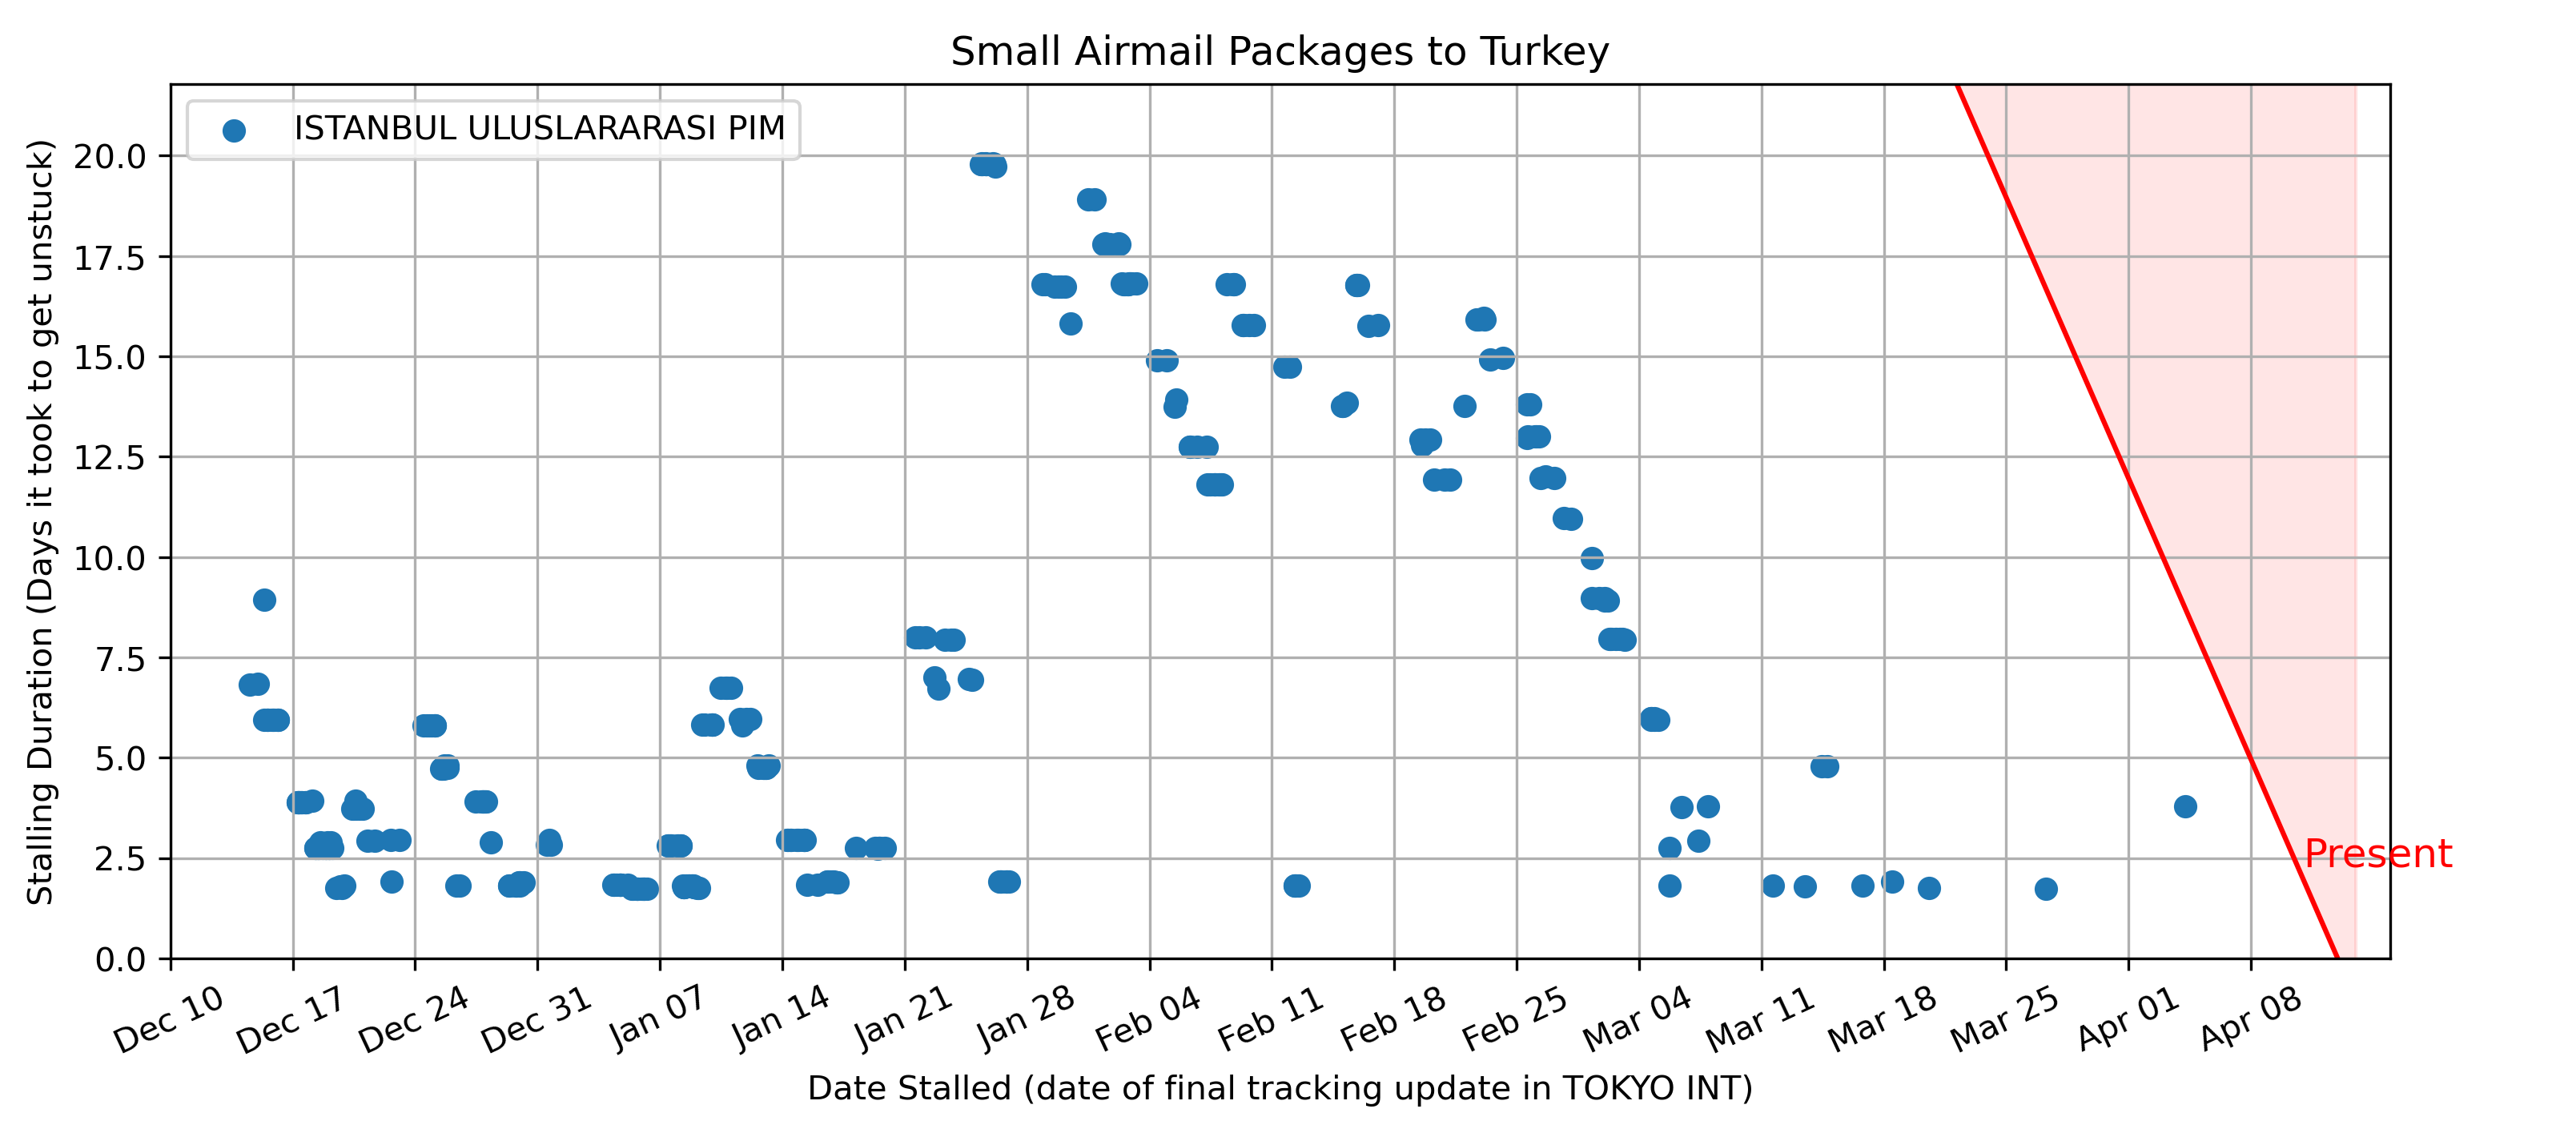 Small Airmail Packages to Turkey
ISTANBUL ULUSLARARASI PIM
Stalling Duration (Days it took to get unstuck)
20.0
17.5
15.0
12.5
10.0
7.5
5.0
2.5
0.0
Present
Dec 10
Dec 17
Dec 24
Dec 31
Jan 07
Jan 14
Jan 21
Jan 28
Feb 04
Feb 11
Feb 18
Feb 25
Mar 04
Mar 11
Mar 18
Mar 25
Apr 01
Apr 08
Date Stalled (date of final tracking update in TOKYO INT)